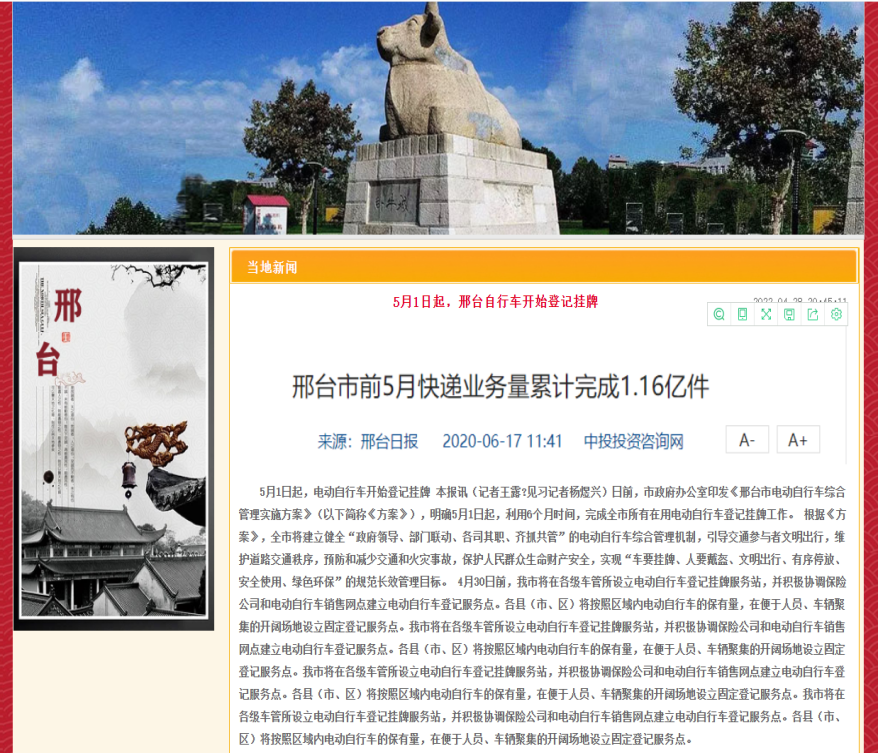 邢
台
当地新闻
5月1日起，邢台自行车开始登记挂牌
邢台市前5月快递业务量累计完成1.16亿件
来源：邢台日报 2020-06-17 11:41 中投投资咨询网
A- A+
5月1日起，电动自行车开始登记挂牌 本报讯（记者王霏?见习记者杨煜兴）日前，市政府办公室印发《邢台市电动自行车综合
管理实施方案》（以下简称《方案》），明确5月1日起，利用6个月时间，完成全市所有在用电动自行车登记挂牌工作。 根据《方
案》，全市将建立健全“政府领导、部门联动、各司其职、齐抓共管”的电动自行车综合管理机制，引导交通参与者文明出行，维
护道路交通秩序，预防和减少交通和火灾事故，保护人民群众生命财产安全，实现“车要挂牌、人要戴盔、文明出行、有序停放、
安全使用、绿色环保”的规范长效管理目标。 4月30日前，我市将在各级车管所设立电动自行车登记挂牌服务站，并积极协调保险
公司和电动自行车销售网点建立电动自行车登记服务点。各县（市、区）将按照区域内电动自行车的保有量，在便于人员、车辆聚
集的开阔场地设立固定登记服务点。我市将在各级车管所设立电动自行车登记挂牌服务站，并积极协调保险公司和电动自行车销售
网点建立电动自行车登记服务点。各县（市、区）将按照区域内电动自行车的保有量，在便于人员、车辆聚集的开阔场地设立固定
登记服务点。我市将在各级车管所设立电动自行车登记挂牌服务站，并积极协调保险公司和电动自行车销售网点建立电动自行车登
记服务点。各县（市、区）将按照区域内电动自行车的保有量，在便于人员、车辆聚集的开阔场地设立固定登记服务点。我市将在
各级车管所设立电动自行车登记挂牌服务站，并积极协调保险公司和电动自行车销售网点建立电动自行车登记服务点。各县（市、
区）将按照区域内电动自行车的保有量，在便于人员、车辆聚集的开阔场地设立固定登记服务点。